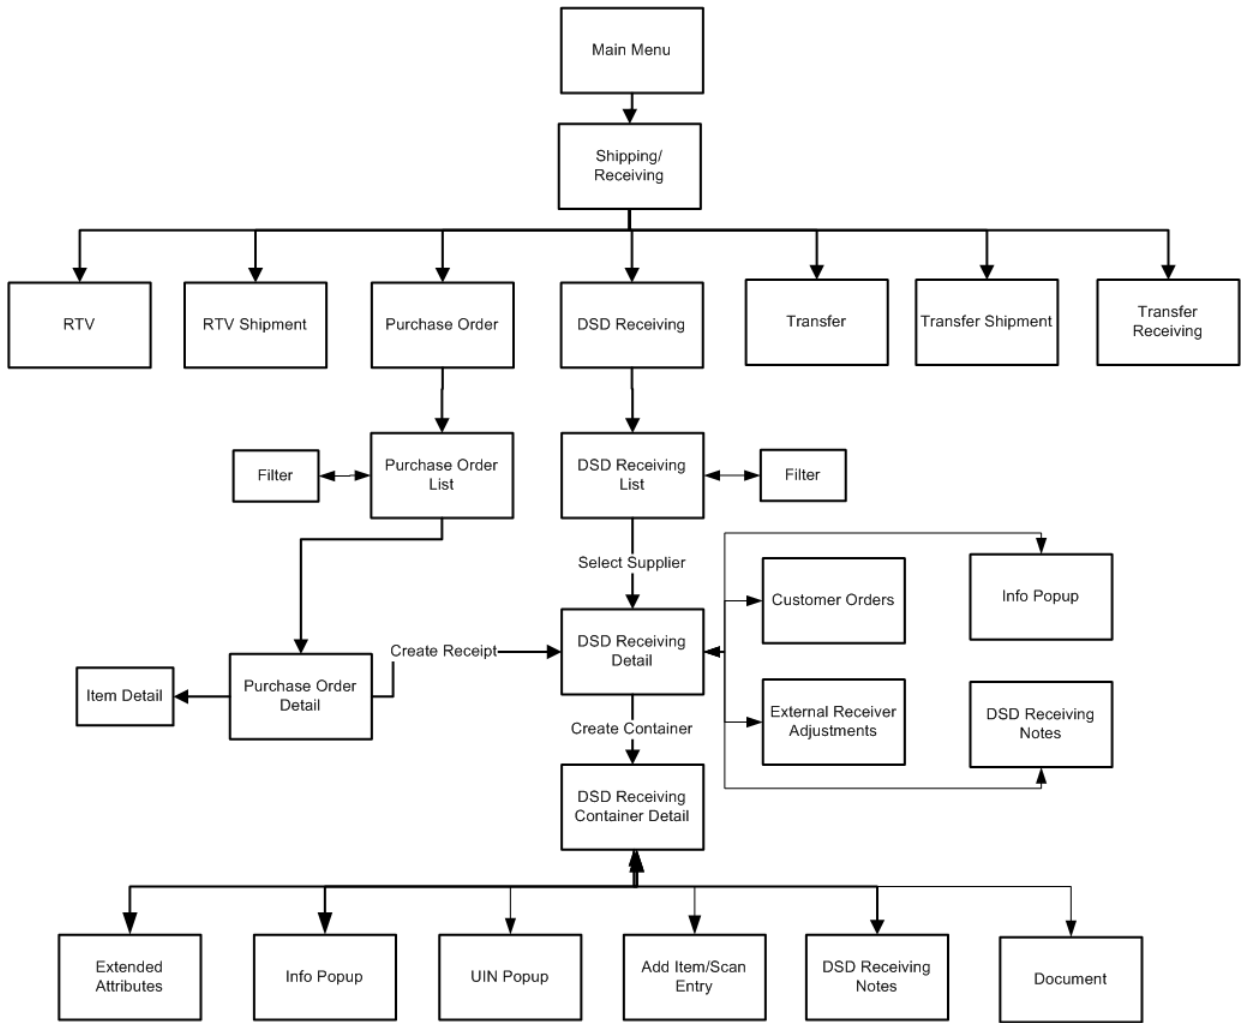 Main Menu
Shipping/
Receiving
RTV
RTV Shipment
Purchase Order
DSD Receiving
Transfer
Transfer Shipment
Transfer
Receiving
Filter
Purchase Order
List
DSD Receiving
List
Filter
Select Supplier
Customer Orders
Info Popup
Create Receipt
DSD Receiving
Detail
Item Detail
Purchase Order
Detail
External Receiver
Adjustments
DSD Receiving
Notes
Create Container
DSD Receiving
Container Detail
Extended
Attributes
Info Popup
UIN Popup
Add Item/Scan
Entry
DSD Receiving
Notes
Document